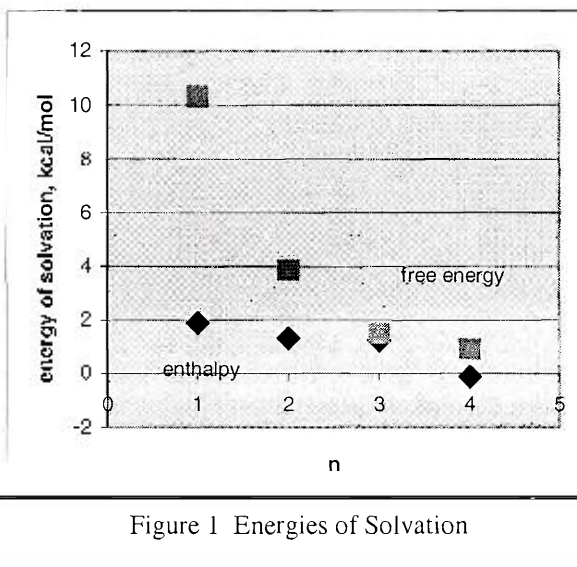 12
10
8
6
4
2
0
-2
energy of solvation, kcal/mol
free energy
enthalpy
0 1 2 3 4 5
n
Figure 1 Energies of Solvation